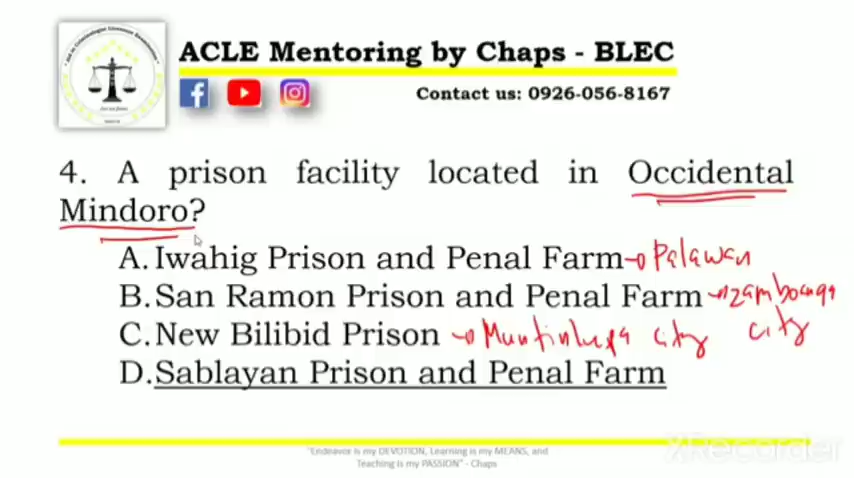 ACLE Mentoring by Chaps - BLEC
Contact us: 0926-056-8167
4. A prison facility located in Occidental
Mindoro?
A. Iwahig Prison and Penal Farm → Palawan
B. San Ramon Prison and Penal Farm → zamboanga
C. New Bilibid Prison → Muntinlupa city city
D. Sablayan Prison and Penal Farm
"Endeavor is my DEVOTION, Learning is my MEANS, and
Teaching is my PASSION" - Chaps
XRecorder